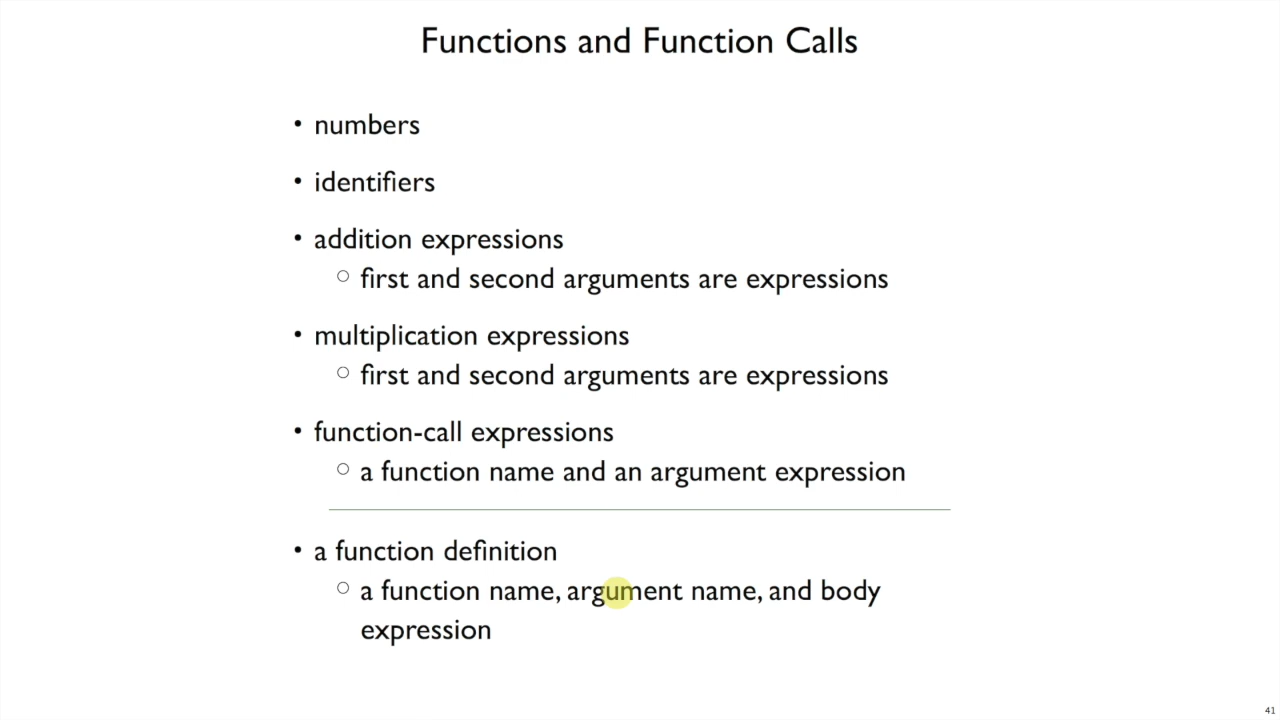 Functions and Function Calls
• numbers
• identifiers
• addition expressions
○ first and second arguments are expressions
• multiplication expressions
○ first and second arguments are expressions
• function-call expressions
○ a function name and an argument expression
• a function definition
○ a function name, argument name, and body
expression
41